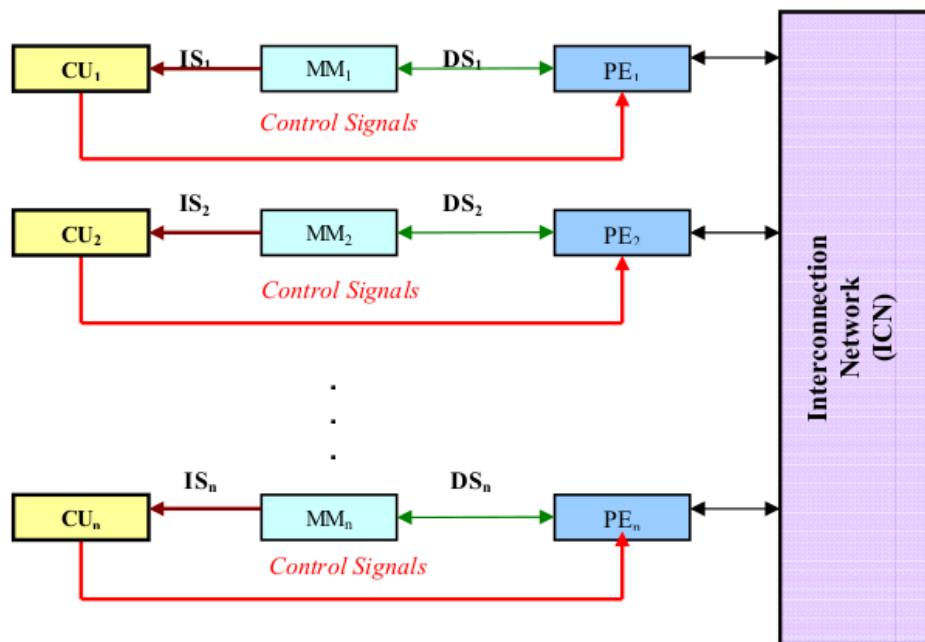 IS₁
DS₁
CU₁
MM₁
PE₁
Control Signals
IS₂
DS₂
CU₂
MM₂
PE₂
Control Signals
Interconnection
Network
(ICN)
.
.
.
ISₙ
DSₙ
CUₙ
MMₙ
PEₙ
Control Signals